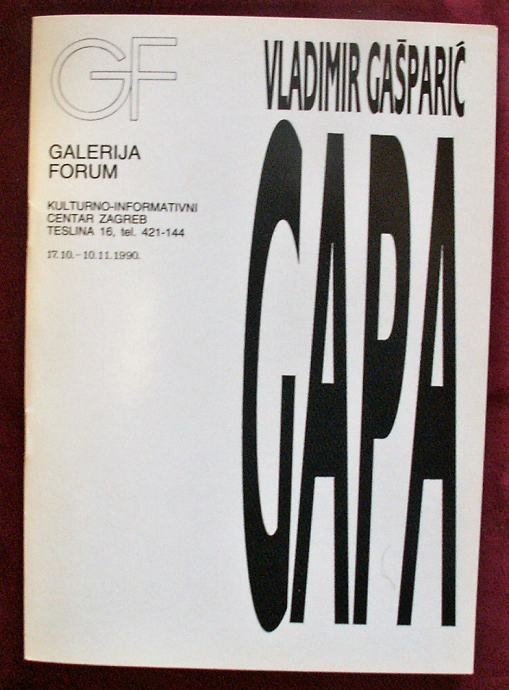 GF
GALERIJA
FORUM
KULTURNO-INFORMATIVNI
CENTAR ZAGREB
TESLINA 16, tel. 421-144
17.10.-10.11.1990.
VLADIMIR GAŠPARIĆ
GAPA